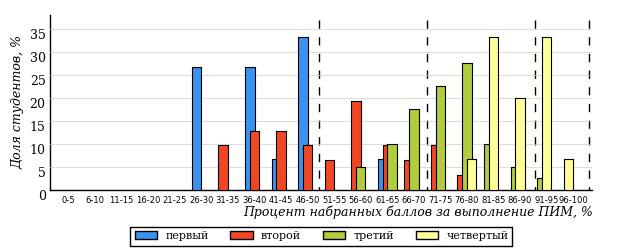 Доля студентов, %
35
30
25
20
15
10
5
0
0-5 6-10 11-15 16-20 21-25 26-30 31-35 36-40 41-45 46-50 51-55 56-60 61-65 66-70 71-75 76-80 81-85 86-90 91-95 96-100
Процент набранных баллов за выполнение ПИМ, %
первый второй третий четвертый